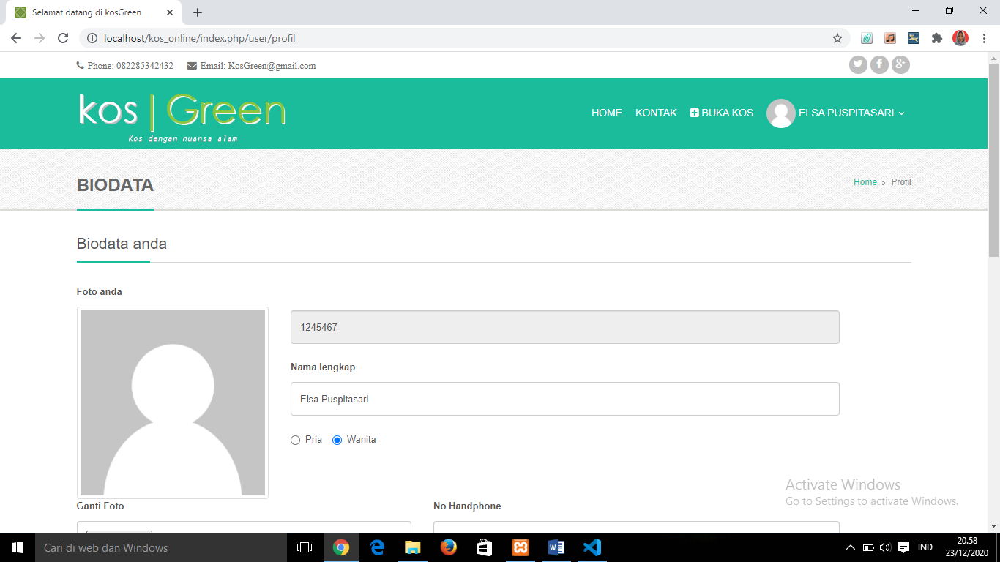 Selamat datang di kosGreen
localhost/kos_online/index.php/user/profil
Phone: 082285342432 Email: KosGreen@gmail.com
kos | Green
Kos dengan nuansa alam
HOME KONTAK BUKA KOS ELSA PUSPITASARI
BIODATA
Home > Profil
Biodata anda
Foto anda
1245467
Nama lengkap
Elsa Puspitasari
Pria Wanita
Ganti Foto No Handphone
Activate Windows
Go to Settings to activate Windows.
Cari di web dan Windows
IND
20.58
23/12/2020